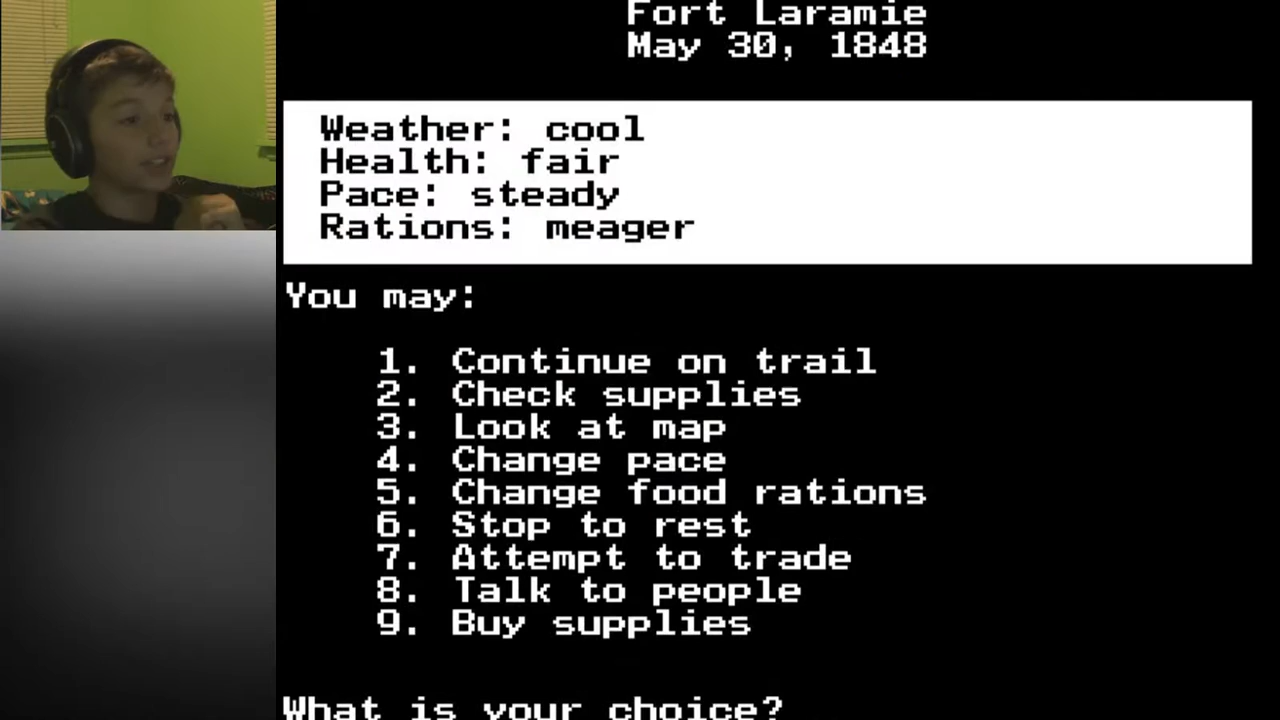 Fort Laramie
May 30, 1848
Weather: cool
Health: fair
Pace: steady
Rations: meager
You may:
1. Continue on trail
2. Check supplies
3. Look at map
4. Change pace
5. Change food rations
6. Stop to rest
7. Attempt to trade
8. Talk to people
9. Buy supplies
What is your choice?